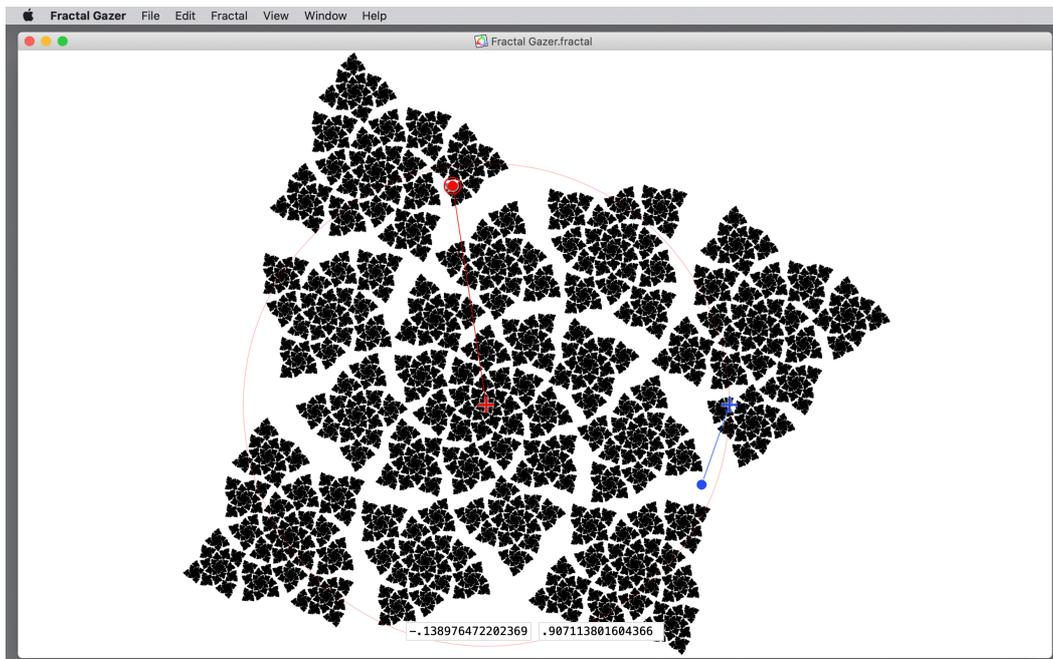 Fractal Gazer File Edit Fractal View Window Help
Fractal Gazer.fractal
-.138976472202369 .907113801604366